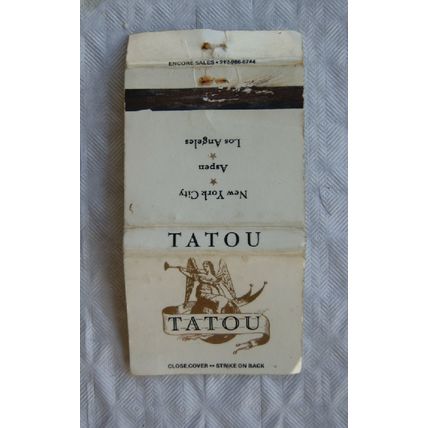 ENCORE SALES •
New York City
★
Aspen
★
Los Angeles
TATOU
TATOU
CLOSE COVER •• STRIKE ON BACK